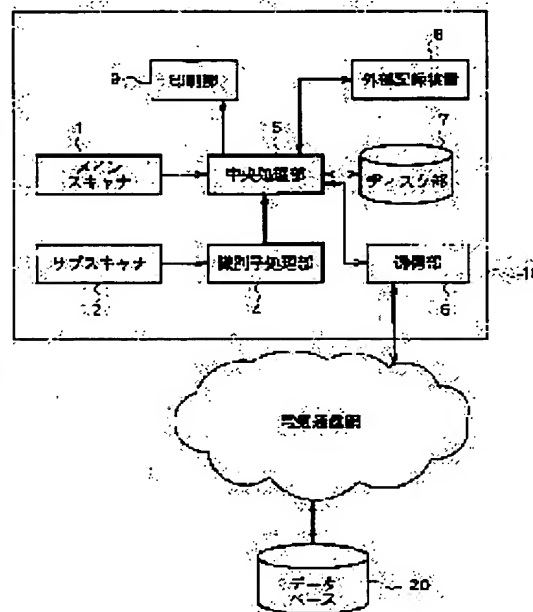 8
印刷部
外部記録装置
1
5
7
メイン
スキャナ
中央処理部
ディスク部
サブスキャナ
識別子処理部
通信部
2
4
6
電気通信網
データ
ベース
20